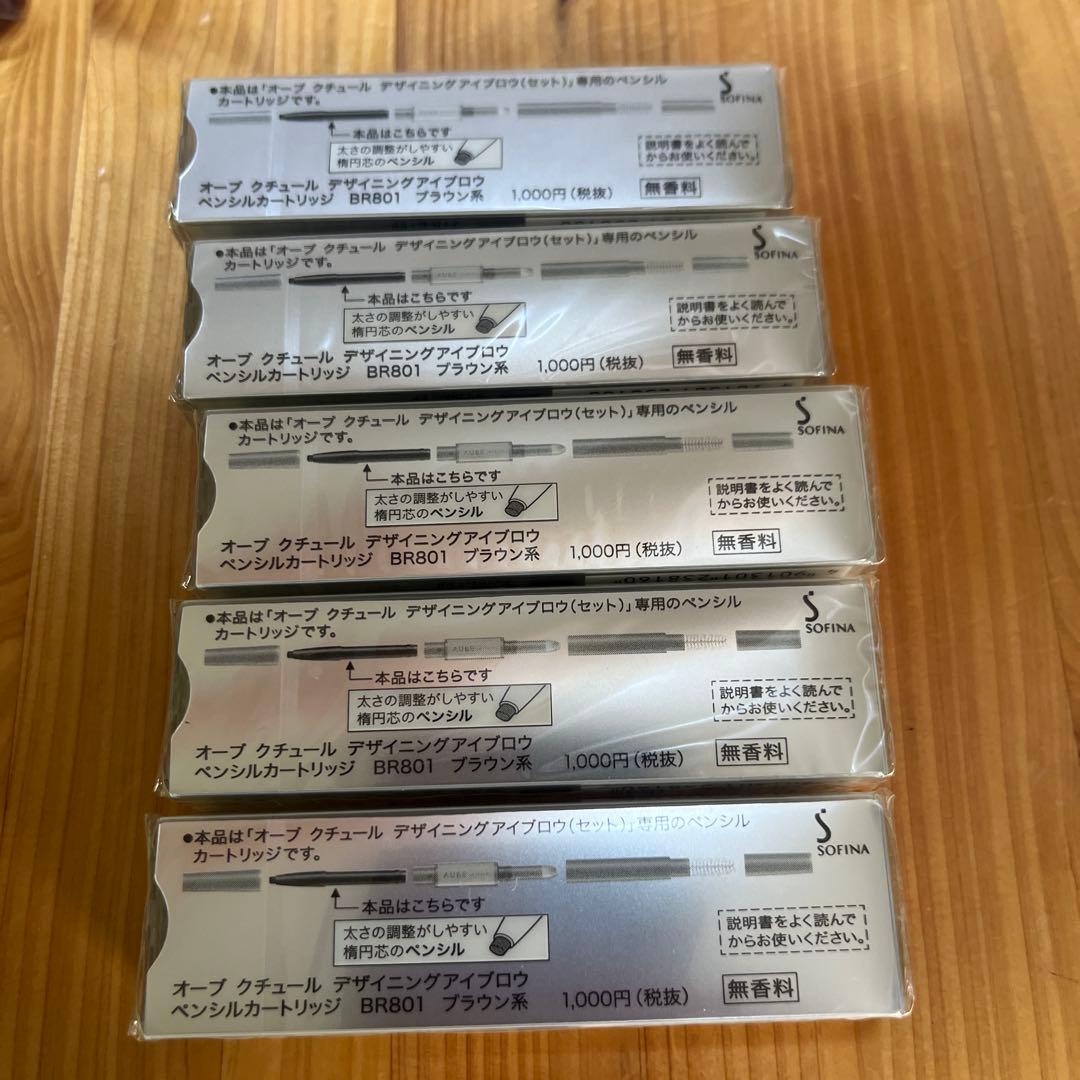 ●本品は「オーブ クチュール デザイニングアイブロウ(セット)」専用のペンシル
カートリッジです。
SOFINA
本品はこちらです
太さの調整がしやすい
楕円芯のペンシル
説明書をよく読んで
からお使いください。
オーブ クチュール デザイニングアイブロウ
ペンシルカートリッジ BR801 ブラウン系 1,000円(税抜) 無香料
●本品は「オーブ クチュール デザイニングアイブロウ(セット)」専用のペンシル
カートリッジです。
SOFINA
AUBE
本品はこちらです
太さの調整がしやすい
楕円芯のペンシル
説明書をよく読んで
からお使いください。
オーブ クチュール デザイニングアイブロウ
ペンシルカートリッジ BR801 ブラウン系 1,000円(税抜) 無香料
●本品は「オーブ クチュール デザイニングアイブロウ(セット)」専用のペンシル
カートリッジです。
SOFINA
AUBE
本品はこちらです
太さの調整がしやすい
楕円芯のペンシル
説明書をよく読んで
からお使いください。
オーブ クチュール デザイニングアイブロウ
ペンシルカートリッジ BR801 ブラウン系 1,000円(税抜) 無香料
●本品は「オーブ クチュール デザイニングアイブロウ(セット)」専用のペンシル
カートリッジです。
SOFINA
AUBE
本品はこちらです
太さの調整がしやすい
楕円芯のペンシル
説明書をよく読んで
からお使いください。
オーブ クチュール デザイニングアイブロウ
ペンシルカートリッジ BR801 ブラウン系 1,000円(税抜) 無香料
●本品は「オーブ クチュール デザイニングアイブロウ(セット)」専用のペンシル
カートリッジです。
SOFINA
AUBE
本品はこちらです
太さの調整がしやすい
楕円芯のペンシル
説明書をよく読んで
からお使いください。
オーブ クチュール デザイニングアイブロウ
ペンシルカートリッジ BR801 ブラウン系 1,000円(税抜) 無香料